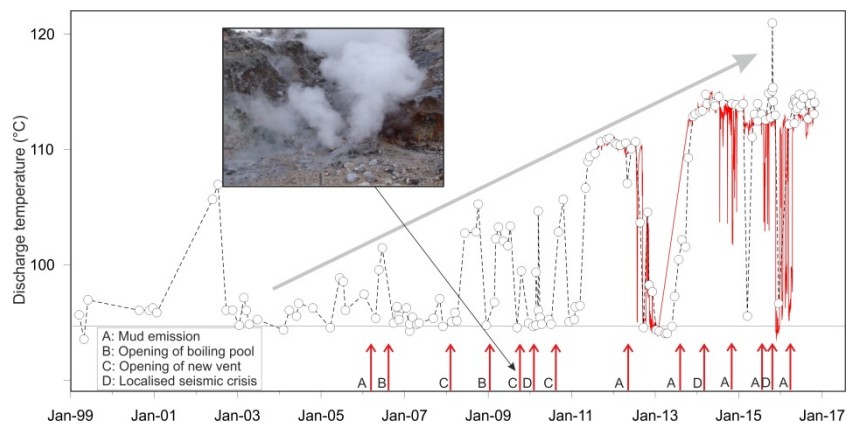 120
110
100
Discharge temperature (°C)
A: Mud emission
B: Opening of boiling pool
C: Opening of new vent
D: Localised seismic crisis
A B C B C D C A A D A A D A
Jan-99 Jan-01 Jan-03 Jan-05 Jan-07 Jan-09 Jan-11 Jan-13 Jan-15 Jan-17